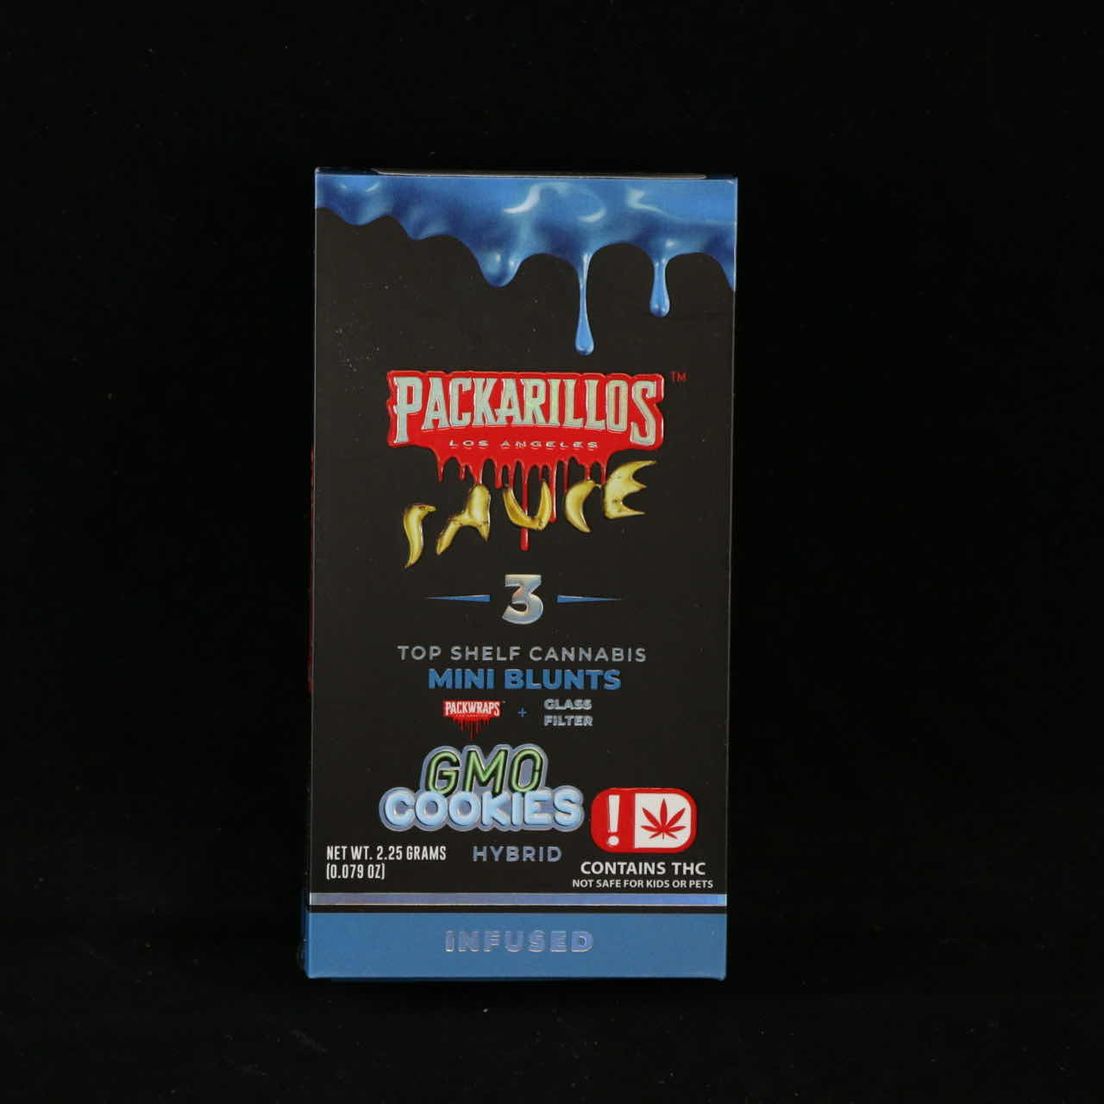 PACKARILLOS™
LOS ANGELES
SAUCE
3
TOP SHELF CANNABIS
MINI BLUNTS
PACKWRAPS + GLASS
FILTER
GMO
COOKIES
HYBRID
NET WT. 2.25 GRAMS
(0.079 OZ)
!
CONTAINS THC
NOT SAFE FOR KIDS OR PETS
INFUSED